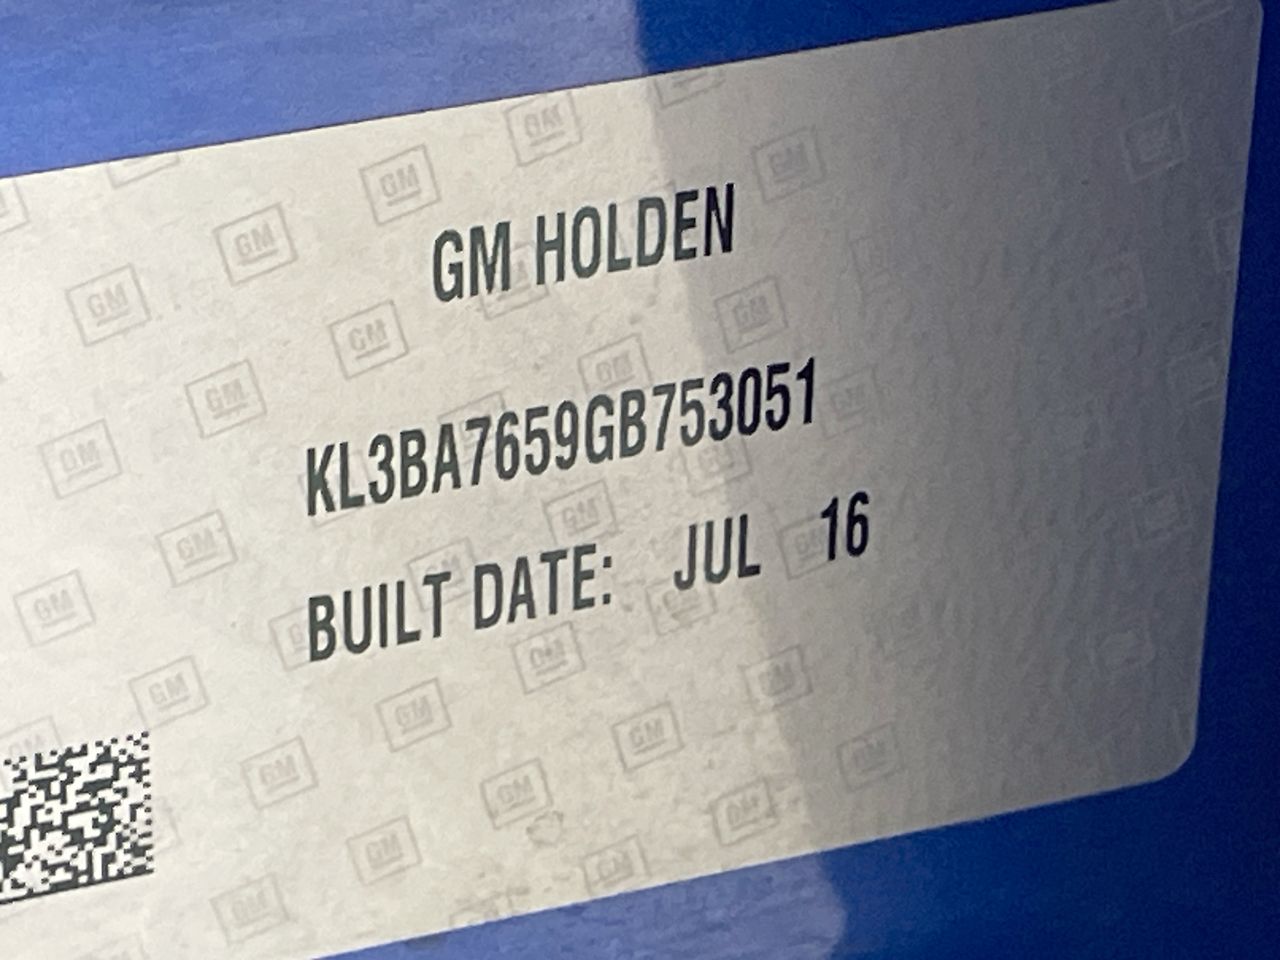 GM HOLDEN
KL3BA7659GB753051
BUILT DATE: JUL 16